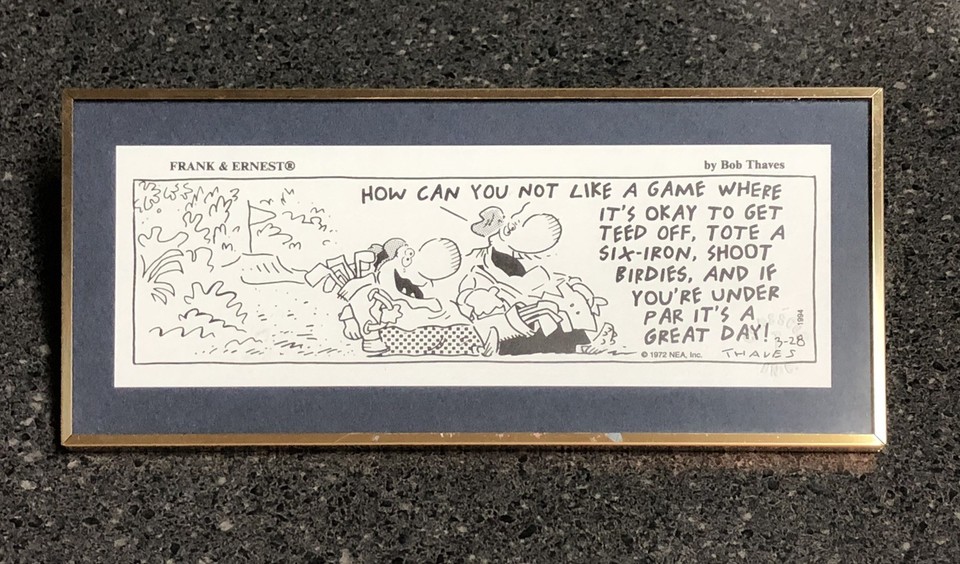 FRANK & ERNEST®
by Bob Thaves
HOW CAN YOU NOT LIKE A GAME WHERE
IT'S OKAY TO GET
TEED OFF, TOTE A
SIX-IRON, SHOOT
BIRDIES, AND IF
YOU'RE UNDER
PAR IT'S A
GREAT DAY!
1994
3-28
© 1972 NEA, Inc.
THAVES